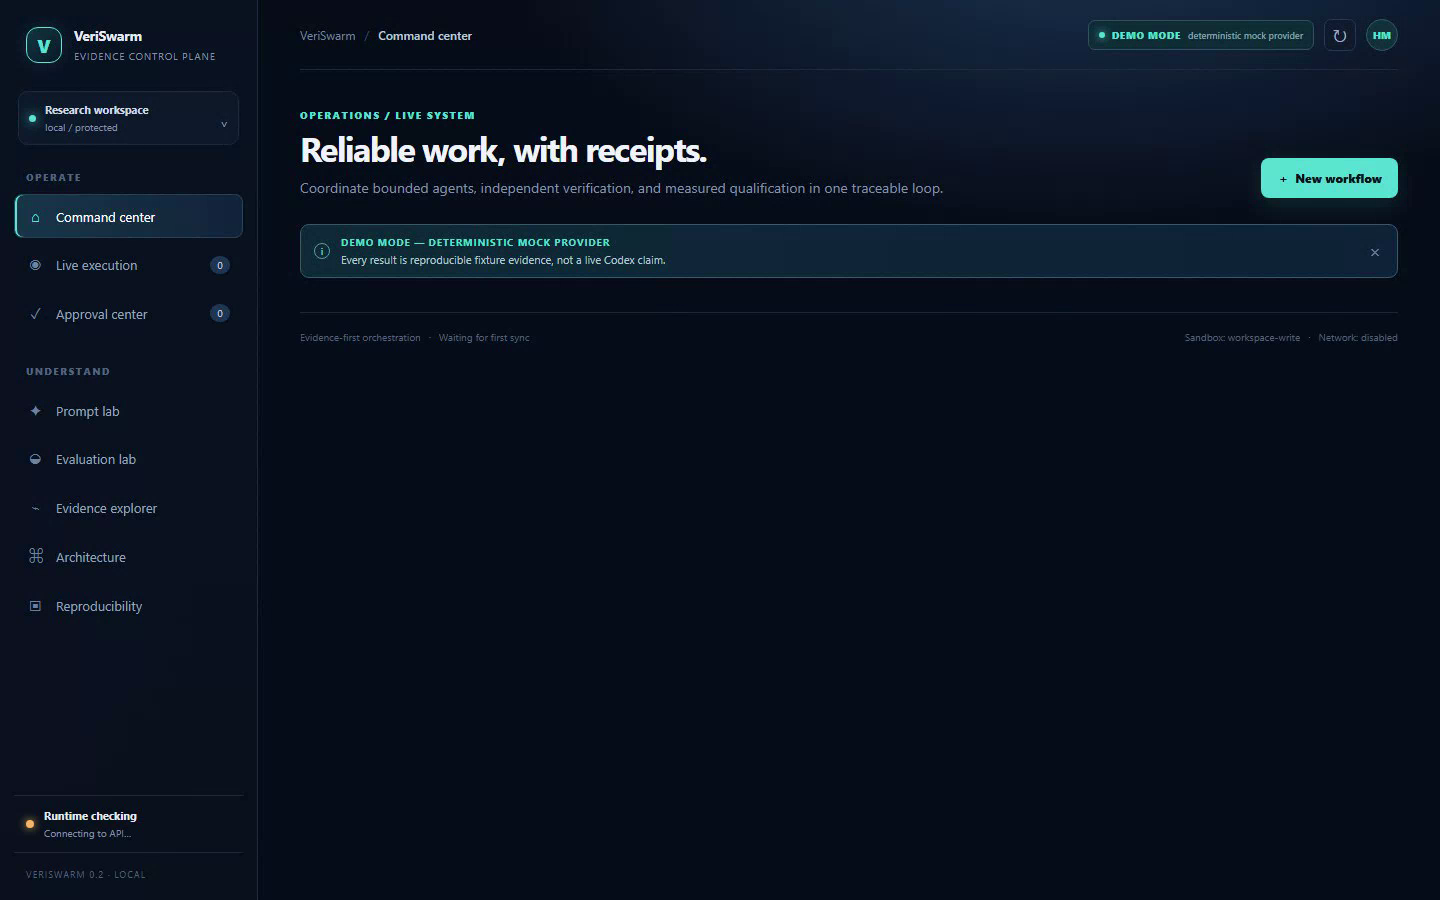 V
VeriSwarm
EVIDENCE CONTROL PLANE
Research workspace
local / protected
OPERATE
Command center
Live execution 0
Approval center 0
UNDERSTAND
Prompt lab
Evaluation lab
Evidence explorer
Architecture
Reproducibility
Runtime checking
Connecting to API...
VERISWARM 0.2 · LOCAL
VeriSwarm / Command center
DEMO MODE deterministic mock provider
HM
OPERATIONS / LIVE SYSTEM
Reliable work, with receipts.
Coordinate bounded agents, independent verification, and measured qualification in one traceable loop.
+ New workflow
DEMO MODE — DETERMINISTIC MOCK PROVIDER
Every result is reproducible fixture evidence, not a live Codex claim.
Evidence-first orchestration · Waiting for first sync
Sandbox: workspace-write · Network: disabled